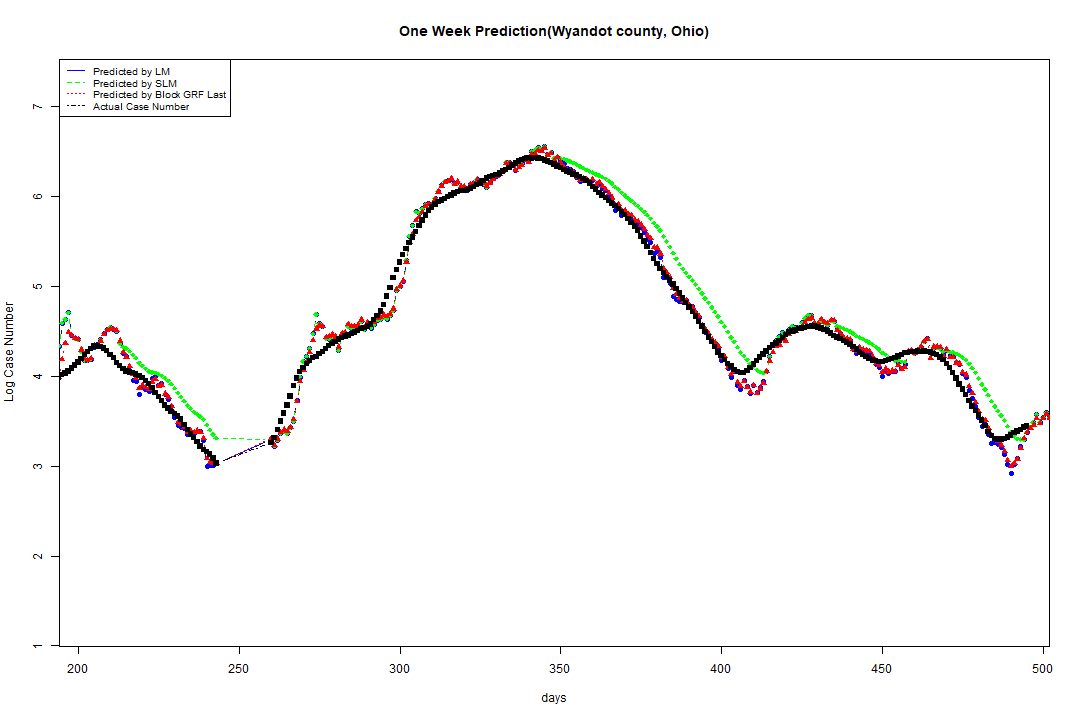 One Week Prediction(Wyandot county, Ohio)
Predicted by LM
Predicted by SLM
Predicted by Block GRF Last
Actual Case Number
Log Case Number
7
6
5
4
3
2
1
200 250 300 350 400 450 500
days